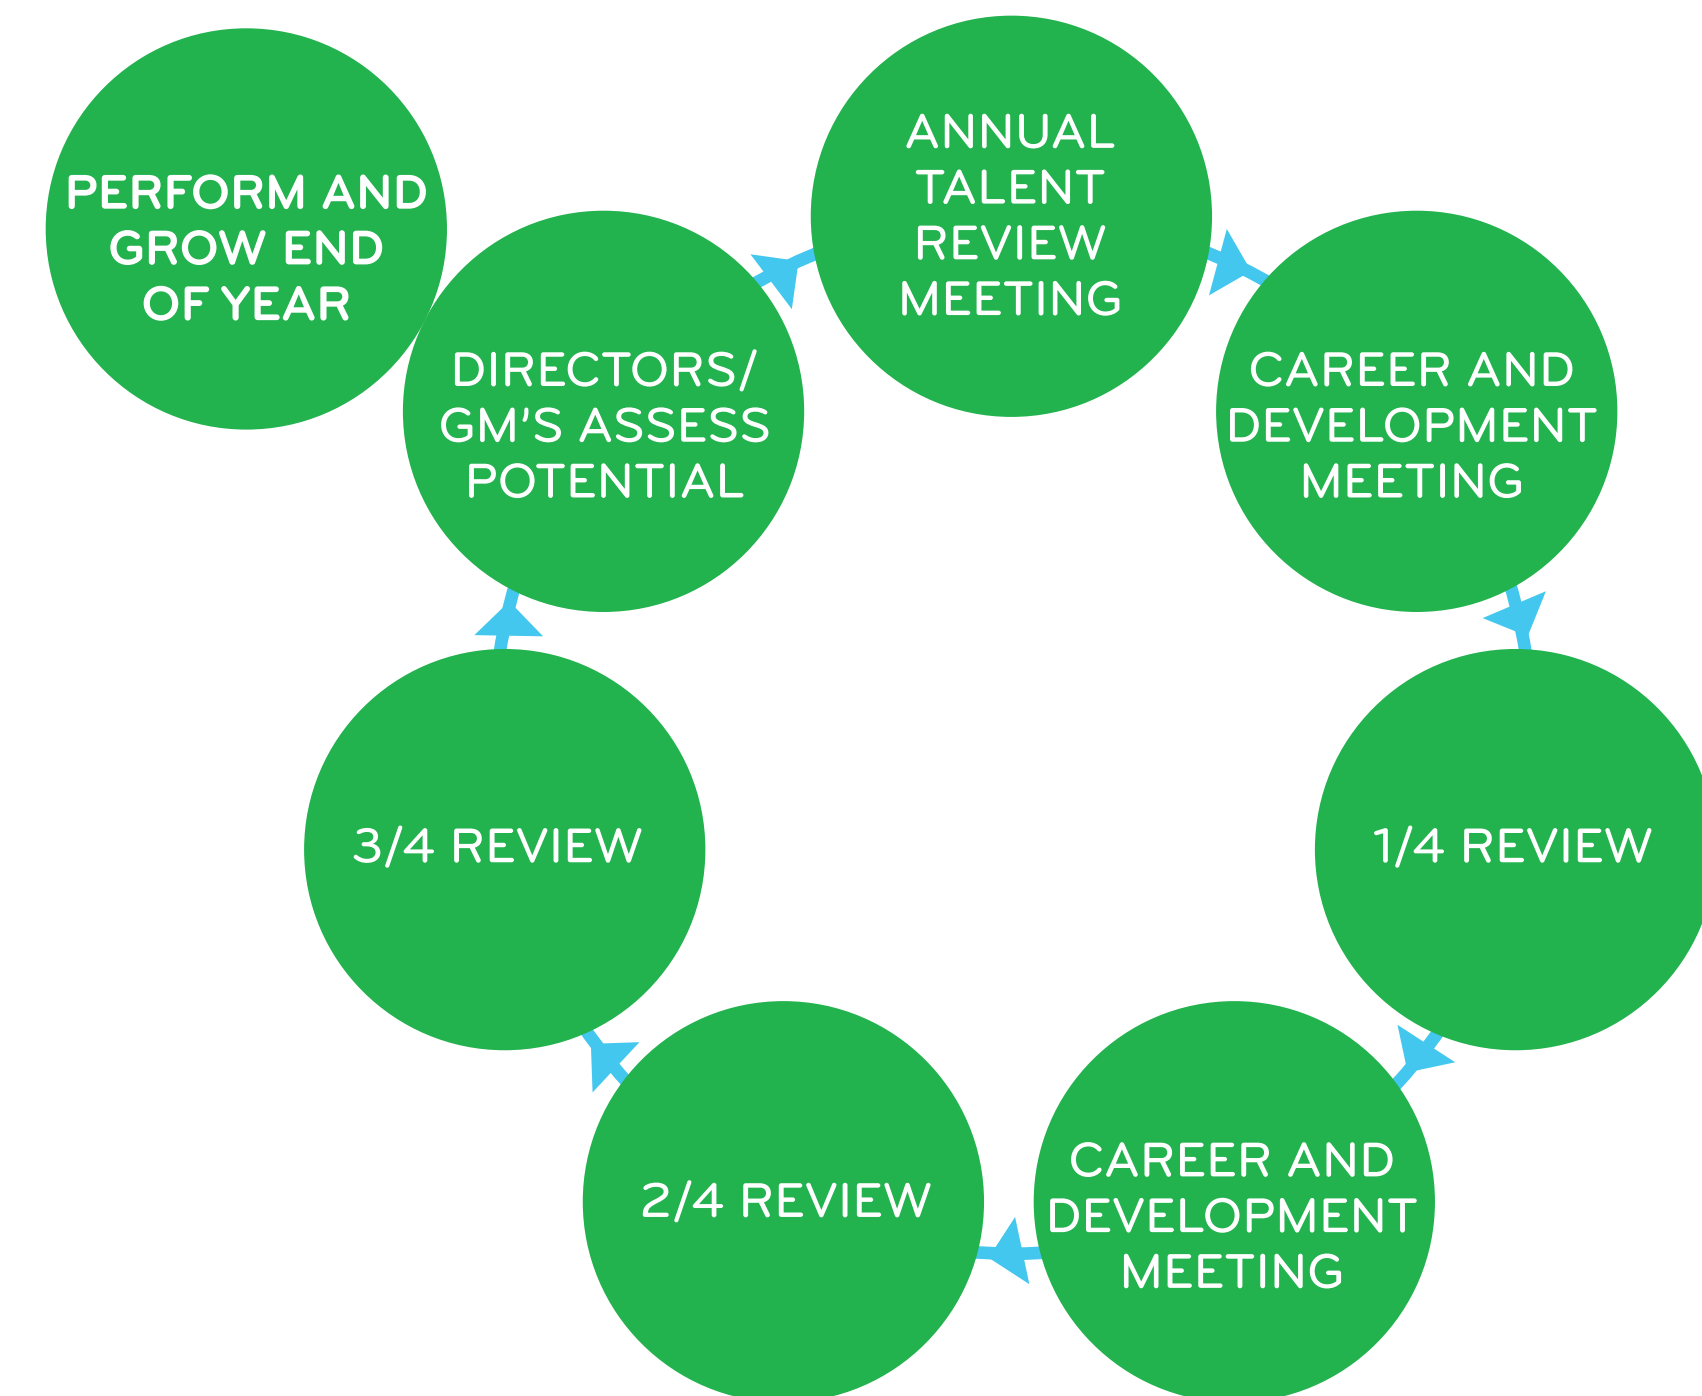 PERFORM AND
GROW END
OF YEAR
DIRECTORS/
GM'S ASSESS
POTENTIAL
ANNUAL
TALENT
REVIEW
MEETING
CAREER AND
DEVELOPMENT
MEETING
1/4 REVIEW
CAREER AND
DEVELOPMENT
MEETING
2/4 REVIEW
3/4 REVIEW